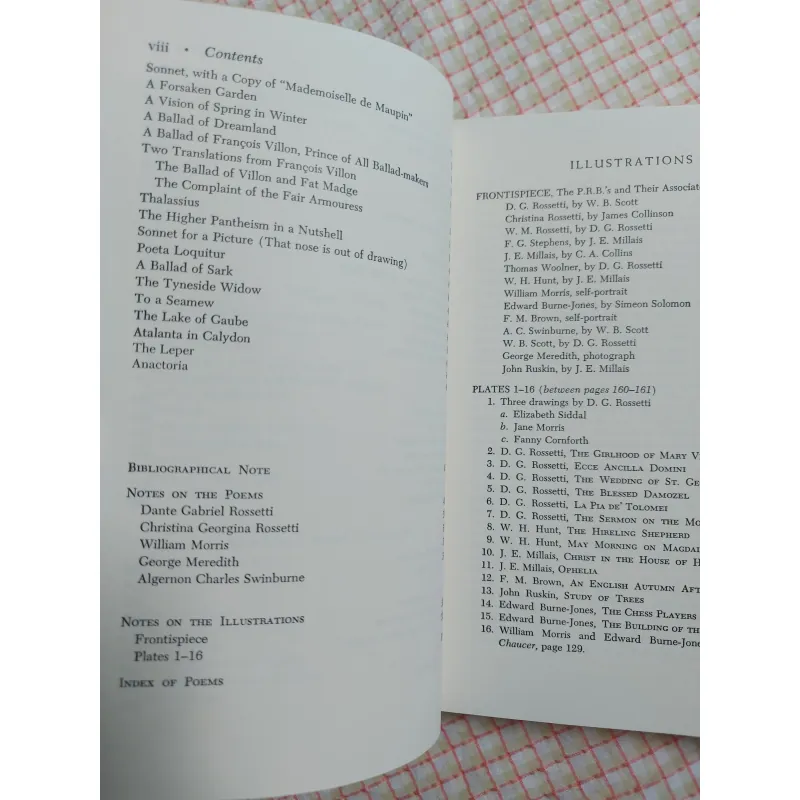 viii • Contents
Sonnet, with a Copy of "Mademoiselle de Maupin"
A Forsaken Garden
A Vision of Spring in Winter
A Ballad of Dreamland
A Ballad of François Villon, Prince of All Ballad-makers
Two Translations from François Villon
The Ballad of Villon and Fat Madge
The Complaint of the Fair Armouress
Thalassius
The Higher Pantheism in a Nutshell
Sonnet for a Picture (That nose is out of drawing)
Poeta Loquitur
A Ballad of Sark
The Tyneside Widow
To a Seamew
The Lake of Gaube
Atalanta in Calydon
The Leper
Anactoria
BIBLIOGRAPHICAL NOTE
NOTES ON THE POEMS
Dante Gabriel Rossetti
Christina Georgina Rossetti
William Morris
George Meredith
Algernon Charles Swinburne
NOTES ON THE ILLUSTRATIONS
Frontispiece
Plates 1–16
INDEX OF POEMS
ILLUSTRATIONS
FRONTISPIECE, The P.R.B.'s and Their Associate
D. G. Rossetti, by W. B. Scott
Christina Rossetti, by James Collinson
W. M. Rossetti, by D. G. Rossetti
F. G. Stephens, by J. E. Millais
J. E. Millais, by C. A. Collins
Thomas Woolner, by D. G. Rossetti
W. H. Hunt, by J. E. Millais
William Morris, self-portrait
Edward Burne-Jones, by Simeon Solomon
F. M. Brown, self-portrait
A. C. Swinburne, by W. B. Scott
W. B. Scott, by D. G. Rossetti
George Meredith, photograph
John Ruskin, by J. E. Millais
PLATES 1–16 (between pages 160–161)
1. Three drawings by D. G. Rossetti
a. Elizabeth Siddal
b. Jane Morris
c. Fanny Cornforth
2. D. G. Rossetti, THE GIRLHOOD OF MARY V
3. D. G. Rossetti, ECCE ANCILLA DOMINI
4. D. G. Rossetti, THE WEDDING OF ST. GE
5. D. G. Rossetti, THE BLESSED DAMOZEL
6. D. G. Rossetti, LA PIA DE' TOLOMEI
7. D. G. Rossetti, THE SERMON ON THE MO
8. W. H. Hunt, THE HIRELING SHEPHERD
9. W. H. Hunt, MAY MORNING ON MAGDAL
10. J. E. Millais, CHRIST IN THE HOUSE OF H
11. J. E. Millais, OPHELIA
12. F. M. Brown, AN ENGLISH AUTUMN AFT
13. John Ruskin, STUDY OF TREES
14. Edward Burne-Jones, THE CHESS PLAYERS
15. Edward Burne-Jones, THE BUILDING OF TH
16. William Morris and Edward Burne-Jone
Chaucer, page 129.